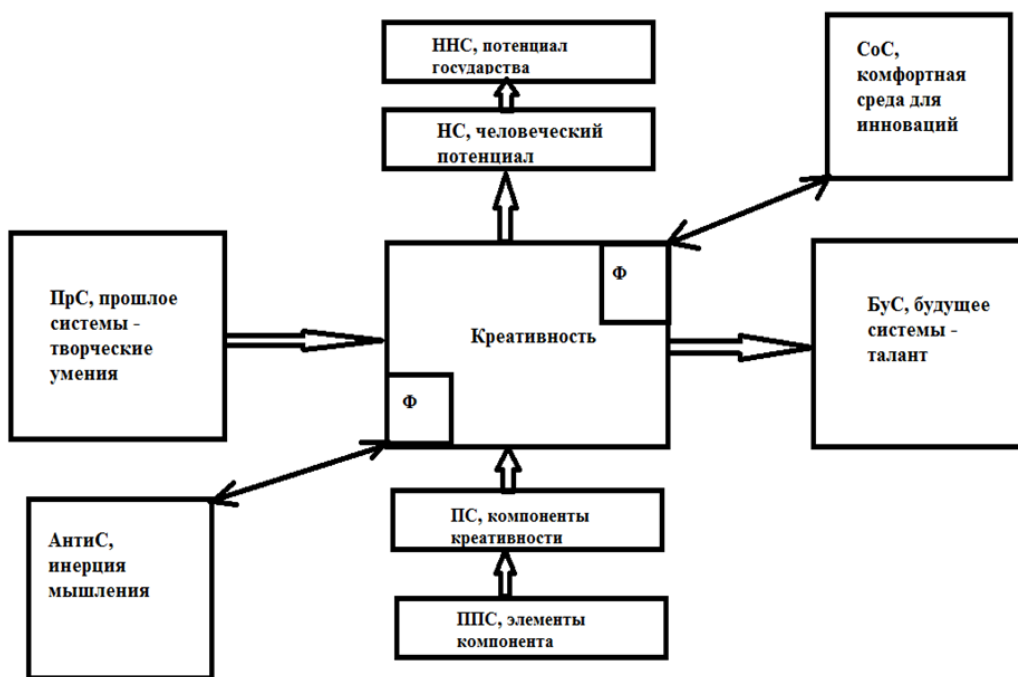 ННС, потенциал
государства
НС, человеческий
потенциал
СоС,
комфортная
среда для
инноваций
ПрС, прошлое
системы -
творческие
умения
Ф
Креативность
Ф
БуС, будущее
системы -
талант
АнтиС,
инерция
мышления
ПС, компоненты
креативности
ППС, элементы
компонента